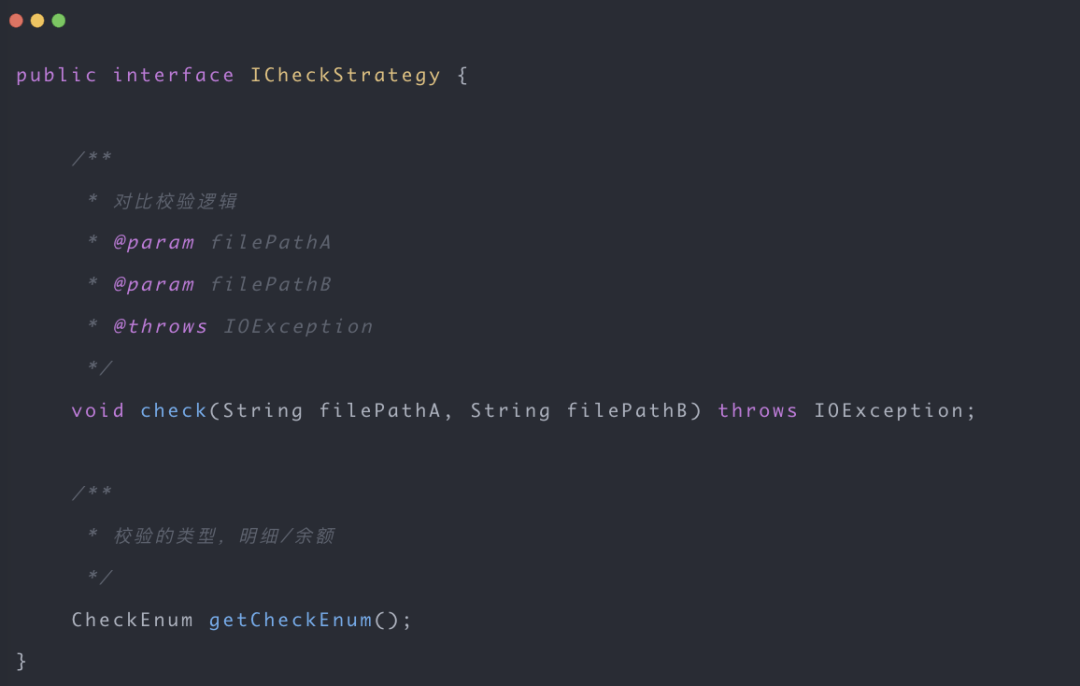 public interface ICheckStrategy {
/**
* 对比校验逻辑
* @param filePathA
* @param filePathB
* @throws IOException
*/
void check(String filePathA, String filePathB) throws IOException;
/**
* 校验的类型，明细/余额
*/
CheckEnum getCheckEnum();
}